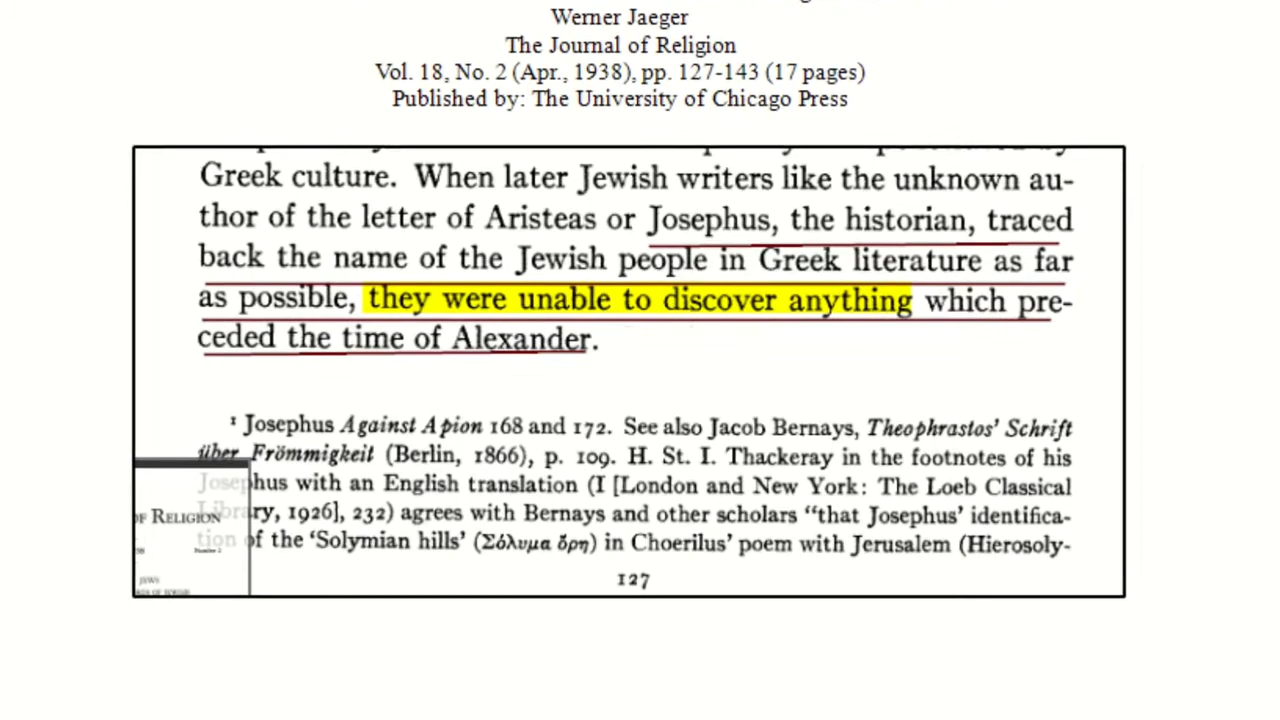 Werner Jaeger
The Journal of Religion
Vol. 18, No. 2 (Apr., 1938), pp. 127-143 (17 pages)
Published by: The University of Chicago Press
Greek culture. When later Jewish writers like the unknown au-
thor of the letter of Aristeas or Josephus, the historian, traced
back the name of the Jewish people in Greek literature as far
as possible, they were unable to discover anything which pre-
ceded the time of Alexander.
¹ Josephus Against Apion 168 and 172. See also Jacob Bernays, Theophrastos' Schrift
über Frömmigkeit (Berlin, 1866), p. 109. H. St. I. Thackeray in the footnotes of his
Josephus with an English translation (I [London and New York: The Loeb Classical
Library, 1926], 232) agrees with Bernays and other scholars "that Josephus' identifica-
tion of the 'Solymian hills' (Σόλυμα ὄρη) in Choerilus' poem with Jerusalem (Hierosoly-
127
OF RELIGION
JEWS